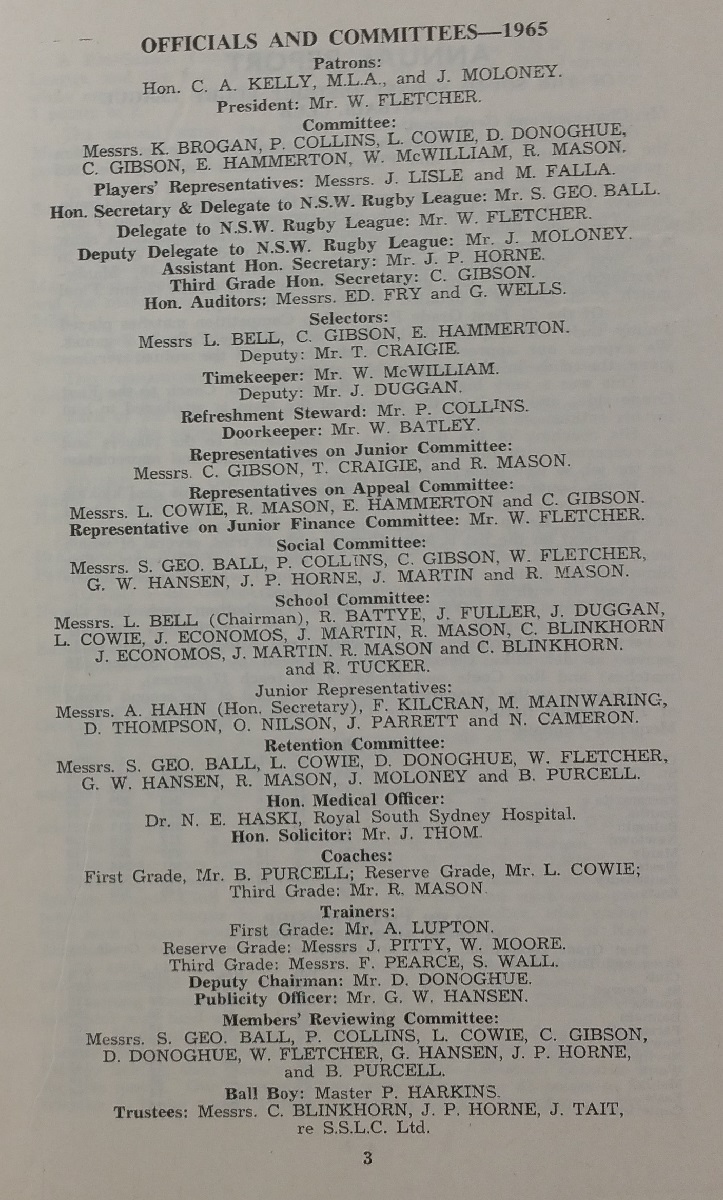 OFFICIALS AND COMMITTEES—1965
Patrons:
Hon. C. A. KELLY, M.L.A., and J. MOLONEY.
President: Mr. W. FLETCHER.
Committee:
Messrs. K. BROGAN, P. COLLINS, L. COWIE, D. DONOGHUE,
C. GIBSON, E. HAMMERTON, W. McWILLIAM, R. MASON.
Players' Representatives: Messrs. J. LISLE and M. FALLA.
Hon. Secretary & Delegate to N.S.W. Rugby League: Mr. S. GEO. BALL.
Delegate to N.S.W. Rugby League: Mr. W. FLETCHER.
Deputy Delegate to N.S.W. Rugby League: Mr. J. MOLONEY.
Assistant Hon. Secretary: Mr. J. P. HORNE.
Third Grade Hon. Secretary: C. GIBSON.
Hon. Auditors: Messrs. ED. FRY and G. WELLS.
Selectors:
Messrs L. BELL, C. GIBSON, E. HAMMERTON.
Deputy: Mr. T. CRAIGIE.
Timekeeper: Mr. W. McWILLIAM.
Deputy: Mr. J. DUGGAN.
Refreshment Steward: Mr. P. COLLINS.
Doorkeeper: Mr. W. BATLEY.
Representatives on Junior Committee:
Messrs. C. GIBSON, T. CRAIGIE, and R. MASON.
Representatives on Appeal Committee:
Messrs. L. COWIE, R. MASON, E. HAMMERTON and C. GIBSON.
Representative on Junior Finance Committee: Mr. W. FLETCHER.
Social Committee:
Messrs. S. GEO. BALL, P. COLLINS, C. GIBSON, W. FLETCHER,
G. W. HANSEN, J. P. HORNE, J. MARTIN and R. MASON.
School Committee:
Messrs. L. BELL (Chairman), R. BATTYE, J. FULLER, J. DUGGAN,
L. COWIE, J. ECONOMOS, J. MARTIN, R. MASON, C. BLINKHORN
J. ECONOMOS, J. MARTIN. R. MASON and C. BLINKHORN.
and R. TUCKER.
Junior Representatives:
Messrs. A. HAHN (Hon. Secretary), F. KILCRAN, M. MAINWARING,
D. THOMPSON, O. NILSON, J. PARRETT and N. CAMERON.
Retention Committee:
Messrs. S. GEO. BALL, L. COWIE, D. DONOGHUE, W. FLETCHER,
G. W. HANSEN, R. MASON, J. MOLONEY and B. PURCELL.
Hon. Medical Officer:
Dr. N. E. HASKI, Royal South Sydney Hospital.
Hon. Solicitor: Mr. J. THOM.
Coaches:
First Grade, Mr. B. PURCELL; Reserve Grade, Mr. L. COWIE;
Third Grade: Mr. R. MASON.
Trainers:
First Grade: Mr. A. LUPTON.
Reserve Grade: Messrs J. PITTY, W. MOORE.
Third Grade: Messrs. F. PEARCE, S. WALL.
Deputy Chairman: Mr. D. DONOGHUE.
Publicity Officer: Mr. G. W. HANSEN.
Members' Reviewing Committee:
Messrs. S. GEO. BALL, P. COLLINS, L. COWIE, C. GIBSON,
D. DONOGHUE, W. FLETCHER, G. HANSEN, J. P. HORNE,
and B. PURCELL.
Ball Boy: Master P. HARKINS.
Trustees: Messrs. C. BLINKHORN, J. P. HORNE, J. TAIT,
re S.S.L.C. Ltd.
3